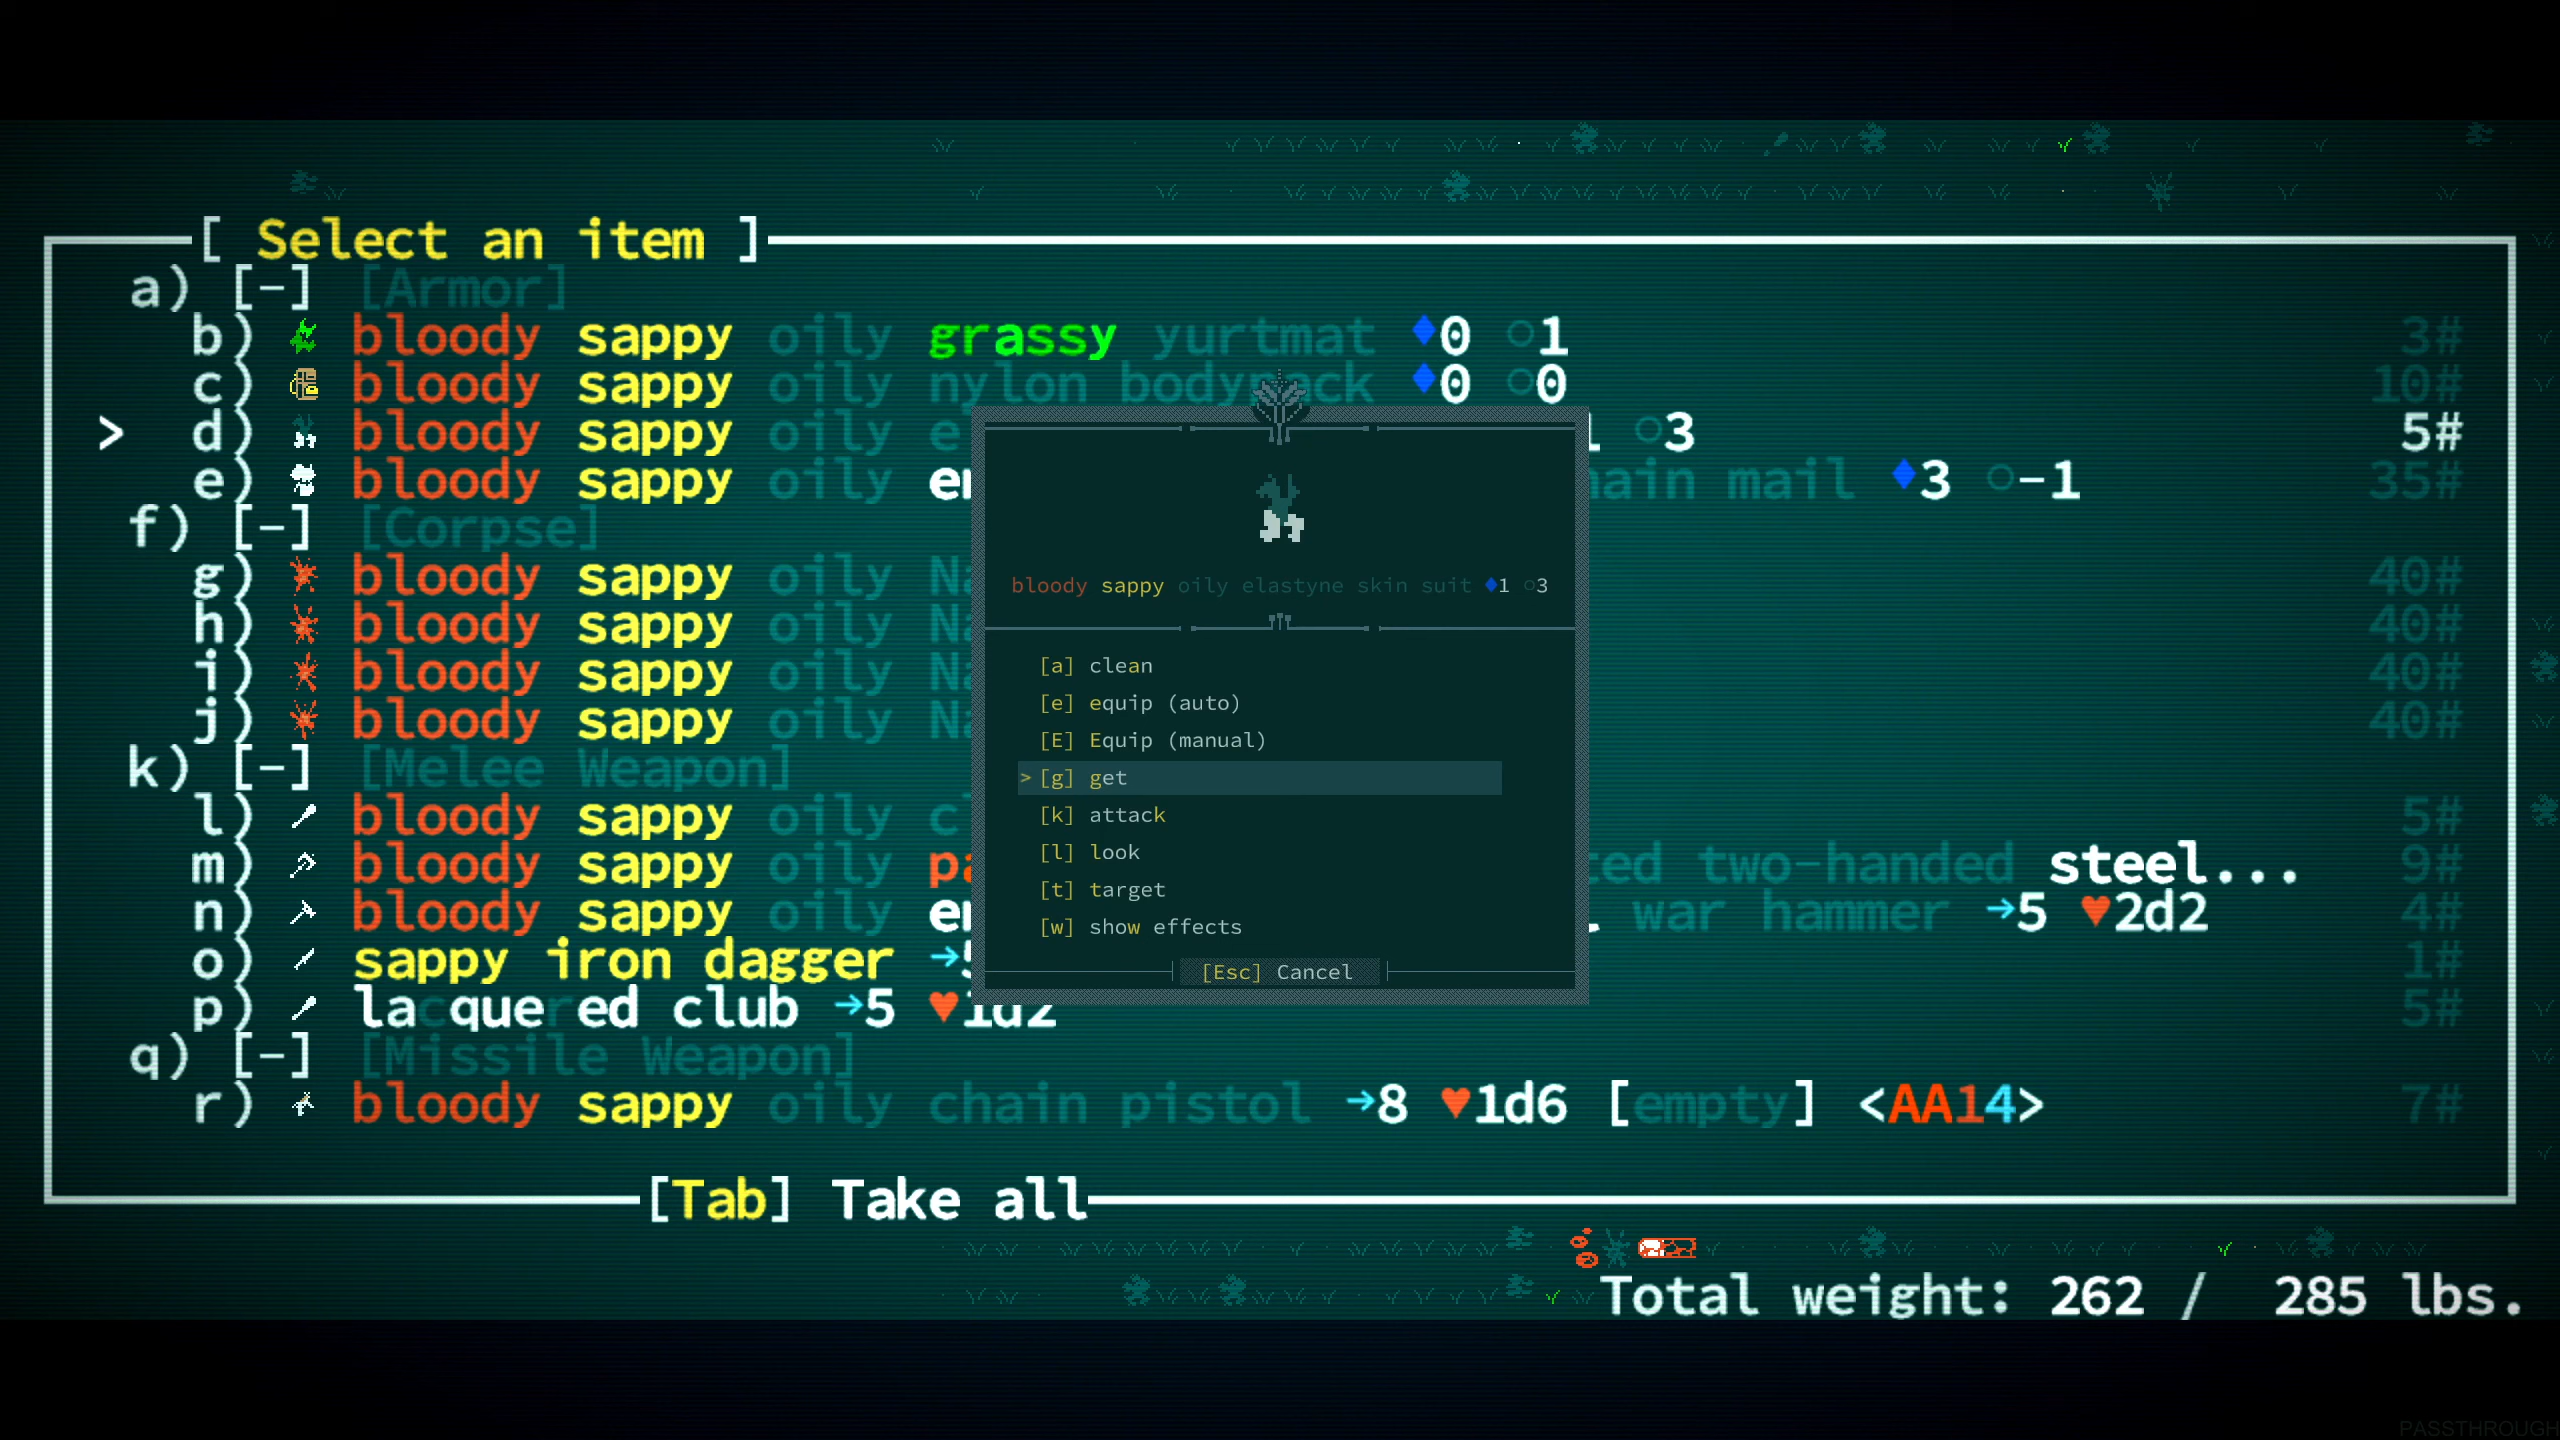 [ Select an item ]
a) [-] [Armor]
b) bloody sappy oily grassy yurtmat ♦0 ○1 3#
c) bloody sappy oily nylon bodypack ♦0 ○0 10#
> d) bloody sappy oily e ○3 5#
e) bloody sappy oily chain mail ♦3 ○-1 35#
f) [-] [Corpse]
g) bloody sappy oily Na 40#
h) bloody sappy oily Na 40#
i) bloody sappy oily Na 40#
j) bloody sappy oily Na 40#
k) [-] [Melee Weapon]
l) bloody sappy oily c 5#
m) bloody sappy oily two-handed steel... 9#
n) bloody sappy oily war hammer →5 ♥2d2 4#
o) sappy iron dagger →5 1#
p) lacquered club →5 ♥1d2 5#
q) [-] [Missile Weapon]
r) bloody sappy oily chain pistol →8 ♥1d6 [empty] <AA14> 7#
[Tab] Take all
Total weight: 262 / 285 lbs.
bloody sappy oily elastyne skin suit ♦1 ○3
[a] clean
[e] equip (auto)
[E] Equip (manual)
> [g] get
[k] attack
[l] look
[t] target
[w] show effects
[Esc] Cancel
PASSTHROUGH